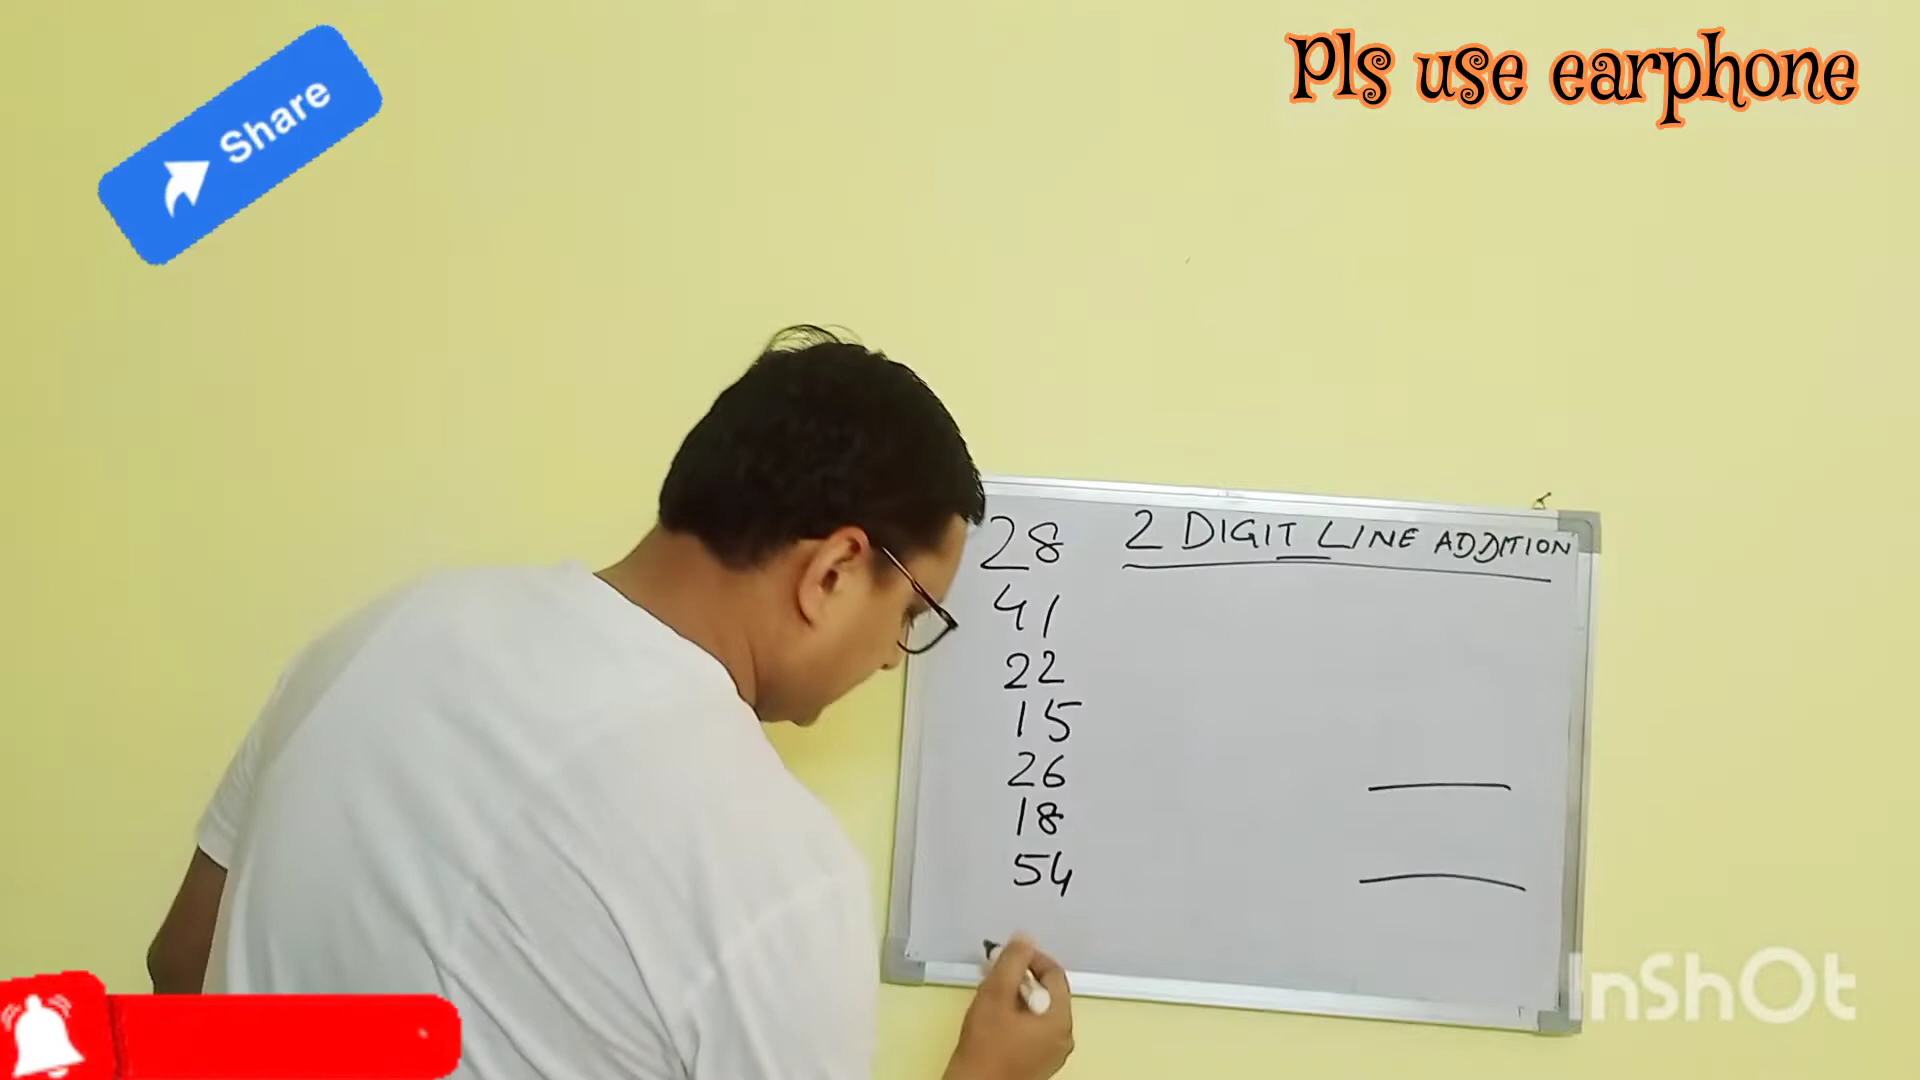 Share
Pls use earphone
2 DIGIT LINE ADDITION
28
41
22
15
26
18
54
InShOt